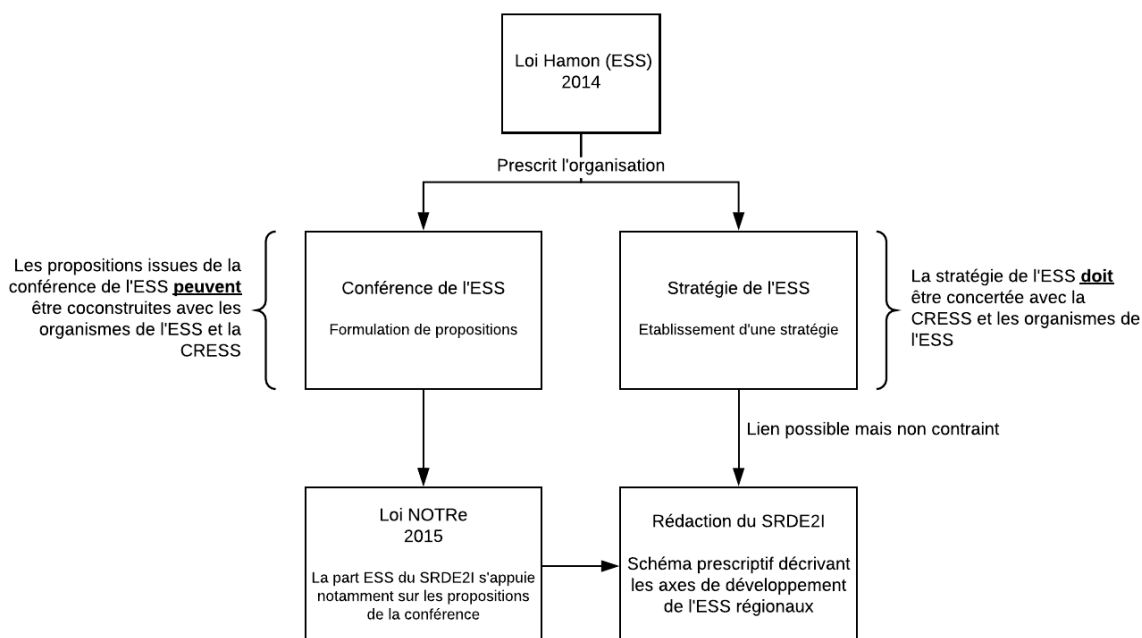 Loi Hamon (ESS)
2014
Prescrit l'organisation
Les propositions issues de la
conférence de l'ESS peuvent
être coconstruites avec les
organismes de l'ESS et la
CRESS
Conférence de l'ESS
Formulation de propositions
Stratégie de l'ESS
Etablissement d'une stratégie
La stratégie de l'ESS doit
être concertée avec la
CRESS et les organismes de
l'ESS
Lien possible mais non contraint
Loi NOTRe
2015
La part ESS du SRDE2I s'appuie
notamment sur les propositions
de la conférence
Rédaction du SRDE2I
Schéma prescriptif décrivant
les axes de développement
de l'ESS régionaux